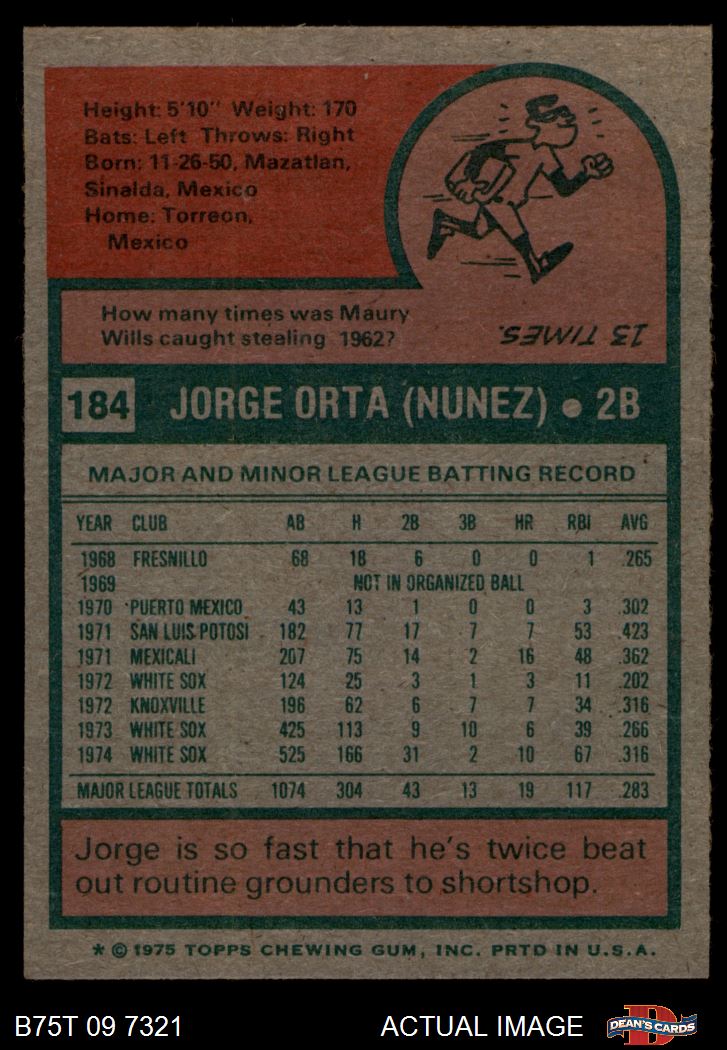 Height: 5'10" Weight: 170
Bats: Left Throws: Right
Born: 11-26-50, Mazatlan,
Sinalda, Mexico
Home: Torreon,
Mexico
How many times was Maury
Wills caught stealing 1962?
13 TIMES.
184 JORGE ORTA (NUNEZ) • 2B
MAJOR AND MINOR LEAGUE BATTING RECORD
YEAR CLUB AB H 2B 3B HR RBI AVG
1968 FRESNILLO 68 18 6 0 0 1 .265
1969 NOT IN ORGANIZED BALL
1970 PUERTO MEXICO 43 13 1 0 0 3 .302
1971 SAN LUIS POTOSI 182 77 17 7 7 53 .423
1971 MEXICALI 207 75 14 2 16 48 .362
1972 WHITE SOX 124 25 3 1 3 11 .202
1972 KNOXVILLE 196 62 6 7 7 34 .316
1973 WHITE SOX 425 113 9 10 6 39 .266
1974 WHITE SOX 525 166 31 2 10 67 .316
MAJOR LEAGUE TOTALS 1074 304 43 13 19 117 .283
Jorge is so fast that he's twice beat
out routine grounders to shortshop.
* © 1975 TOPPS CHEWING GUM, INC. PRTD IN U.S.A.
B75T 09 7321 ACTUAL IMAGE D DEAN'S CARDS